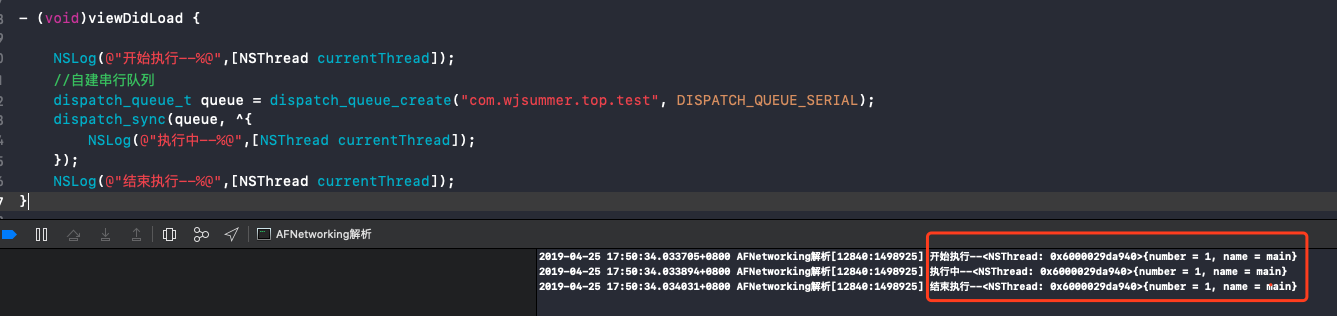 - (void)viewDidLoad {
NSLog(@"开始执行--%@",[NSThread currentThread]);
//自建串行队列
dispatch_queue_t queue = dispatch_queue_create("com.wjsummer.top.test", DISPATCH_QUEUE_SERIAL);
dispatch_sync(queue, ^{
NSLog(@"执行中--%@",[NSThread currentThread]);
});
NSLog(@"结束执行--%@",[NSThread currentThread]);
}
AFNetworking解析
2019-04-25 17:50:34.033705+0800 AFNetworking解析[12840:1498925] 开始执行--<NSThread: 0x6000029da940>{number = 1, name = main}
2019-04-25 17:50:34.033894+0800 AFNetworking解析[12840:1498925] 执行中--<NSThread: 0x6000029da940>{number = 1, name = main}
2019-04-25 17:50:34.034031+0800 AFNetworking解析[12840:1498925] 结束执行--<NSThread: 0x6000029da940>{number = 1, name = main}